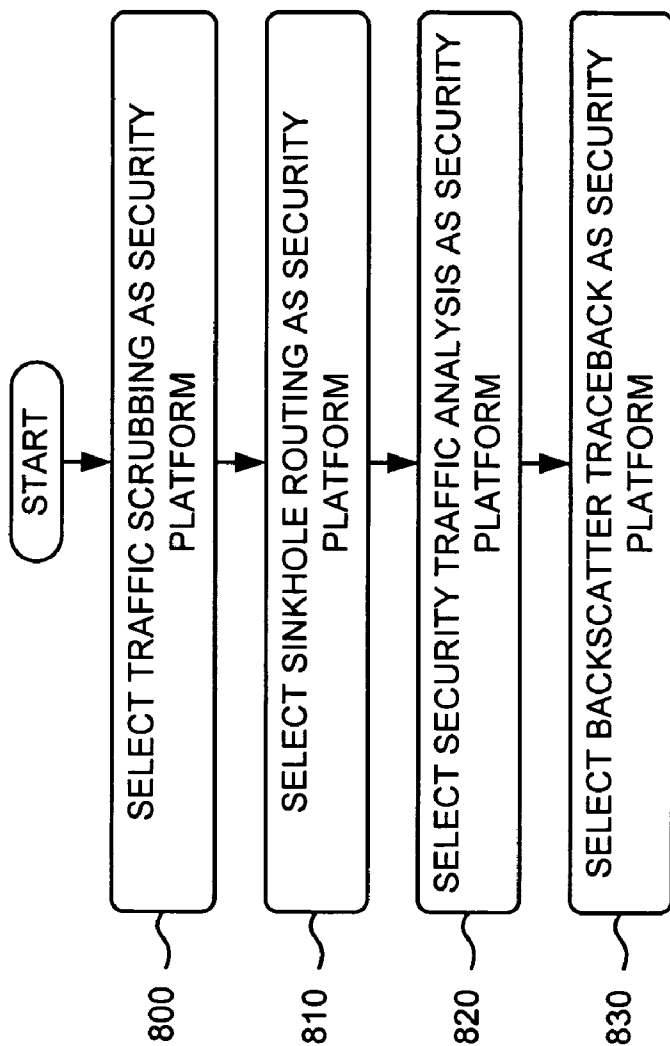 START
800
SELECT TRAFFIC SCRUBBING AS SECURITY
PLATFORM
810
SELECT SINKHOLE ROUTING AS SECURITY
PLATFORM
820
SELECT SECURITY TRAFFIC ANALYSIS AS SECURITY
PLATFORM
830
SELECT BACKSCATTER TRACEBACK AS SECURITY
PLATFORM